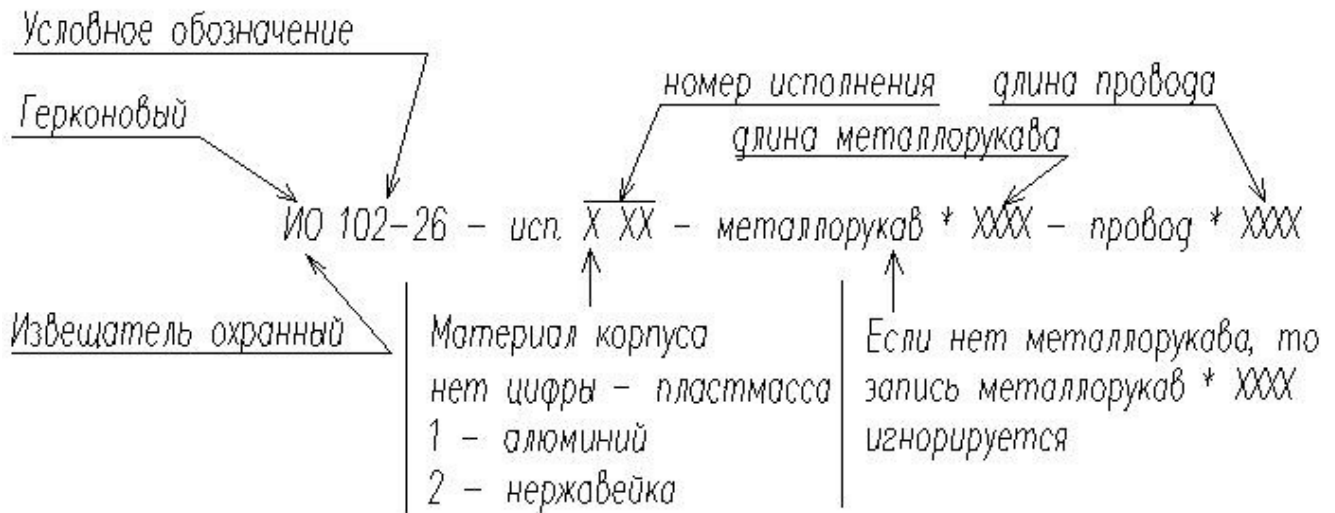 Условное обозначение
Герконовый
номер исполнения
длина провода
длина металлорукава
ИО 102-26 - исп. X XX - металлорукав * XXXX - провод * XXXX
Извещатель охранный
Материал корпуса
нет цифры - пластмасса
1 - алюминий
2 - нержавейка
Если нет металлорукава, то
запись металлорукав * XXXX
игнорируется